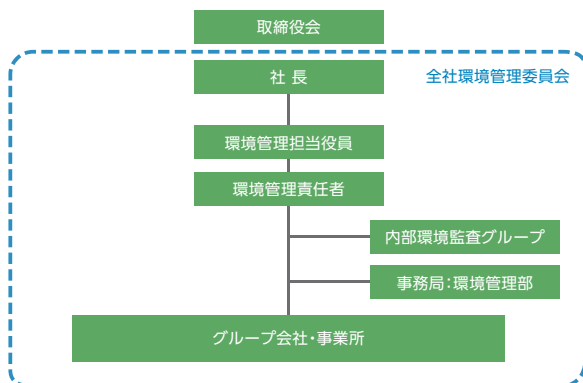 取締役会
社長
全社環境管理委員会
環境管理担当役員
環境管理責任者
内部環境監査グループ
事務局:環境管理部
グループ会社・事業所